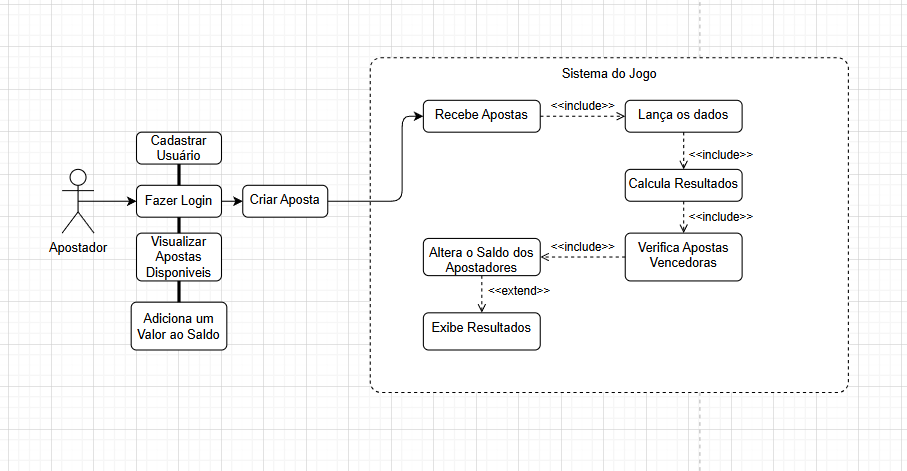 Sistema do Jogo
Recebe Apostas
<<include>>
Lança os dados
<<include>>
Calcula Resultados
<<include>>
Verifica Apostas
Vencedoras
<<include>>
Altera o Saldo dos
Apostadores
<<extend>>
Exibe Resultados
Cadastrar
Usuário
Fazer Login
Criar Aposta
Apostador
Visualizar
Apostas
Disponiveis
Adiciona um
Valor ao Saldo